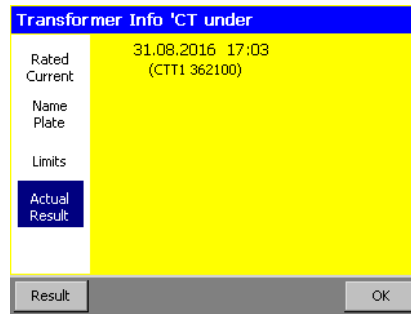 Transformer Info 'CT under
Rated
Current
Name
Plate
Limits
Actual
Result
31.08.2016 17:03
(CTT1 362100)
Result
OK